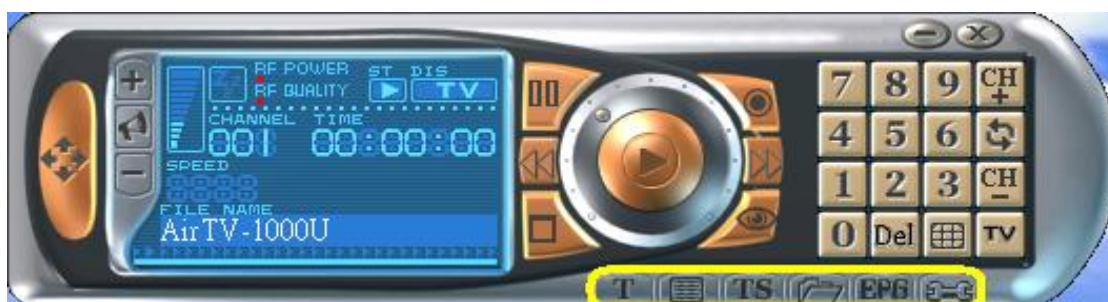 RF POWER ST DIS
RF QUALITY TV
CHANNEL TIME
001 00:00:00
SPEED
FILE NAME
AirTV-1000U
7 8 9 CH +
4 5 6
1 2 3 CH -
0 Del TV
T TS EPG